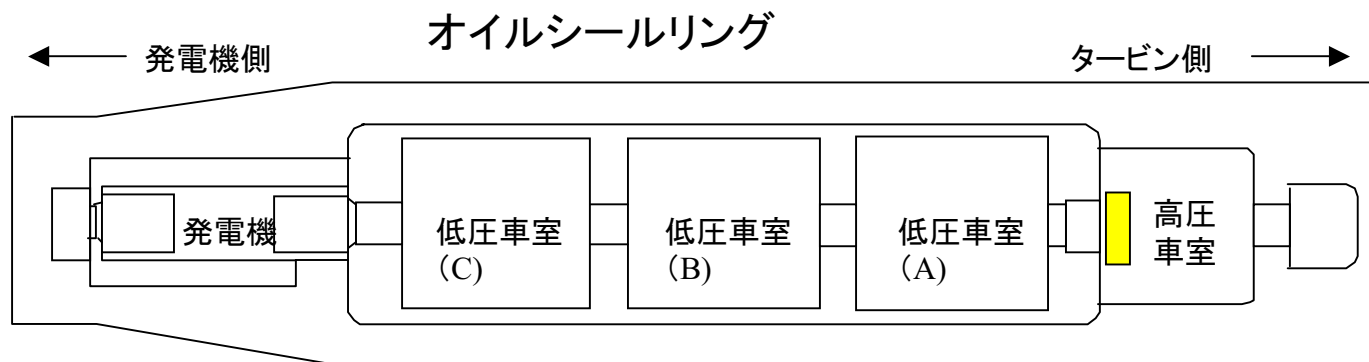 オイルシールリング
発電機側
タービン側
発電機
低圧車室
（C)
低圧車室
（B)
低圧車室
（A)
高圧
車室